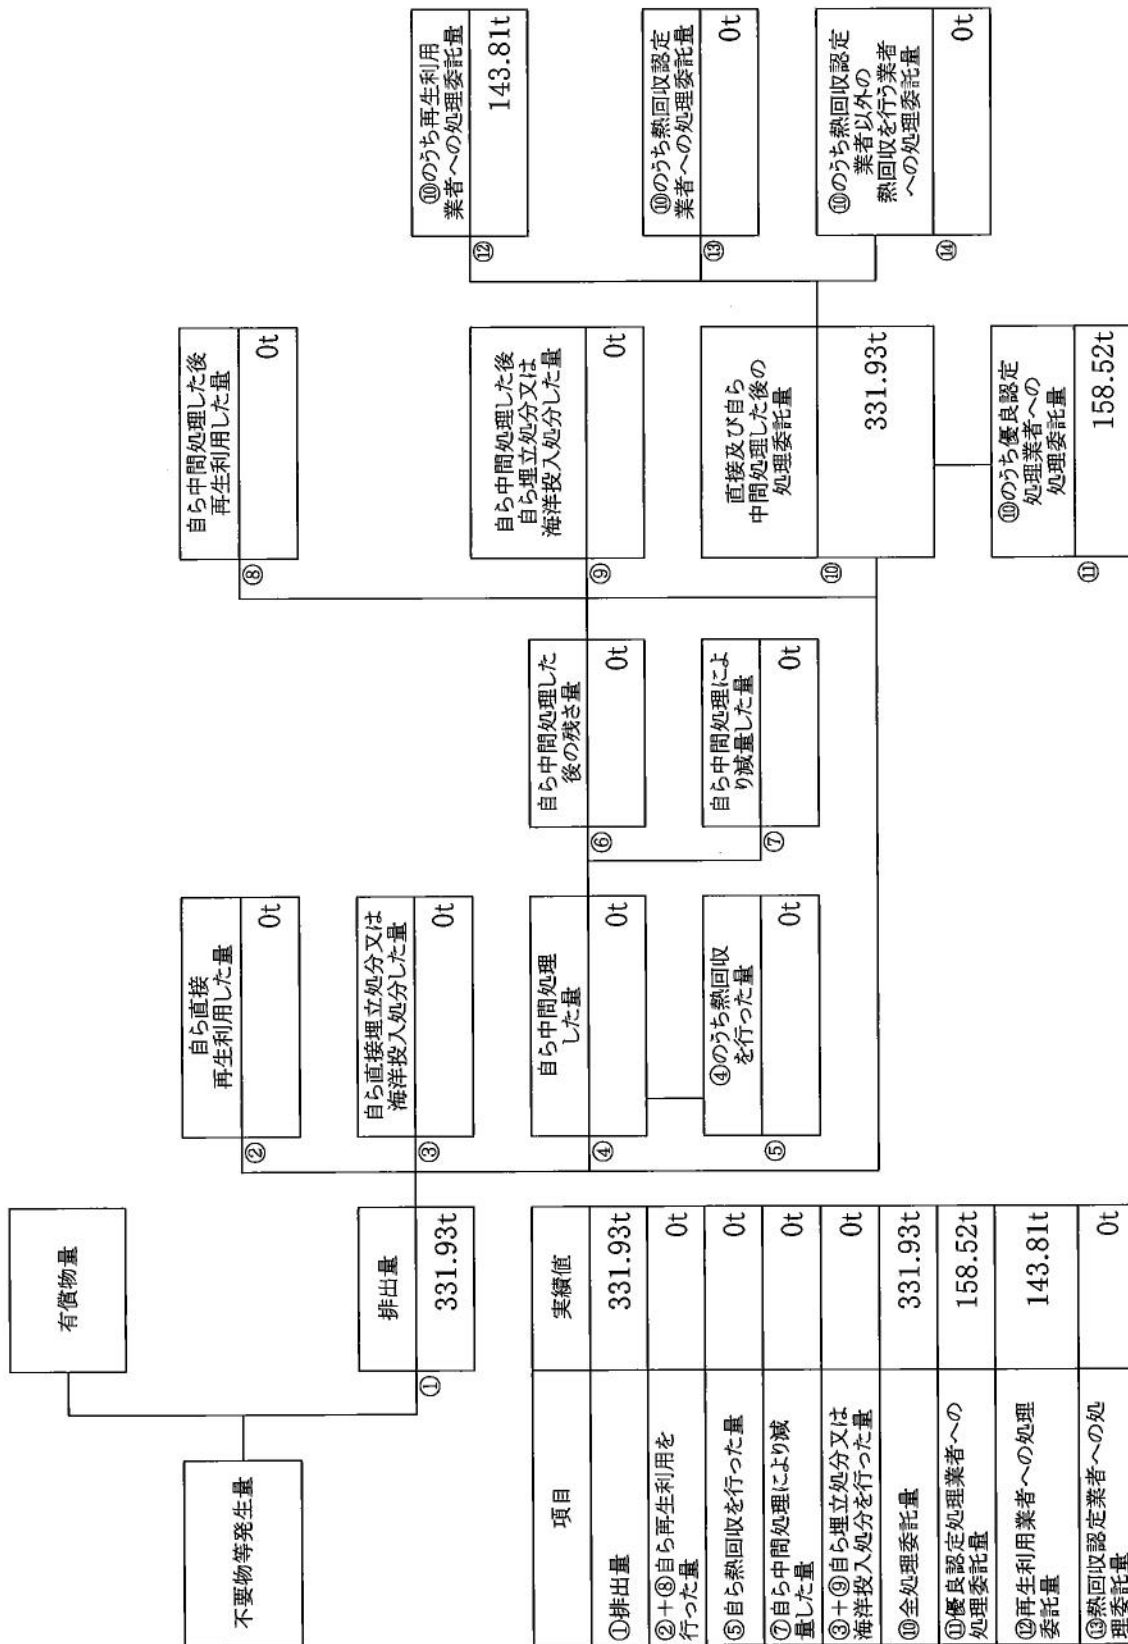 不要物等発生量
有償物量
排出量
①
331.93t
自ら直接
再生利用した量
②
0t
自ら直接埋立処分又は
海洋投入処分した量
③
0t
自ら中間処理
した量
④
0t
④のうち熱回収
を行った量
⑤
0t
自ら中間処理した
後の残さ量
⑥
0t
自ら中間処理によ
り減量した量
⑦
0t
自ら中間処理した後
再生利用した量
⑧
0t
自ら中間処理した後
自ら埋立処分又は
海洋投入処分した量
⑨
0t
直接及び自ら
中間処理した後の
処理委託量
⑩
331.93t
⑩のうち優良認定
処理業者への
処理委託量
⑪
158.52t
⑩のうち再生利用
業者への処理委託量
⑫
143.81t
⑩のうち熱回収認定
業者への処理委託量
⑬
0t
⑩のうち熱回収認定
業者以外の
熱回収を行う業者
への処理委託量
⑭
0t
項目
実績値
①排出量
331.93t
②+⑧自ら再生利用を
行った量
0t
⑤自ら熱回収を行った量
0t
⑦自ら中間処理により減
量した量
0t
③+⑨自ら埋立処分又は
海洋投入処分を行った量
0t
⑩全処理委託量
331.93t
⑪優良認定処理業者への
処理委託量
158.52t
⑫再生利用業者への処理
委託量
143.81t
⑬熱回収認定業者への処
理委託量
0t